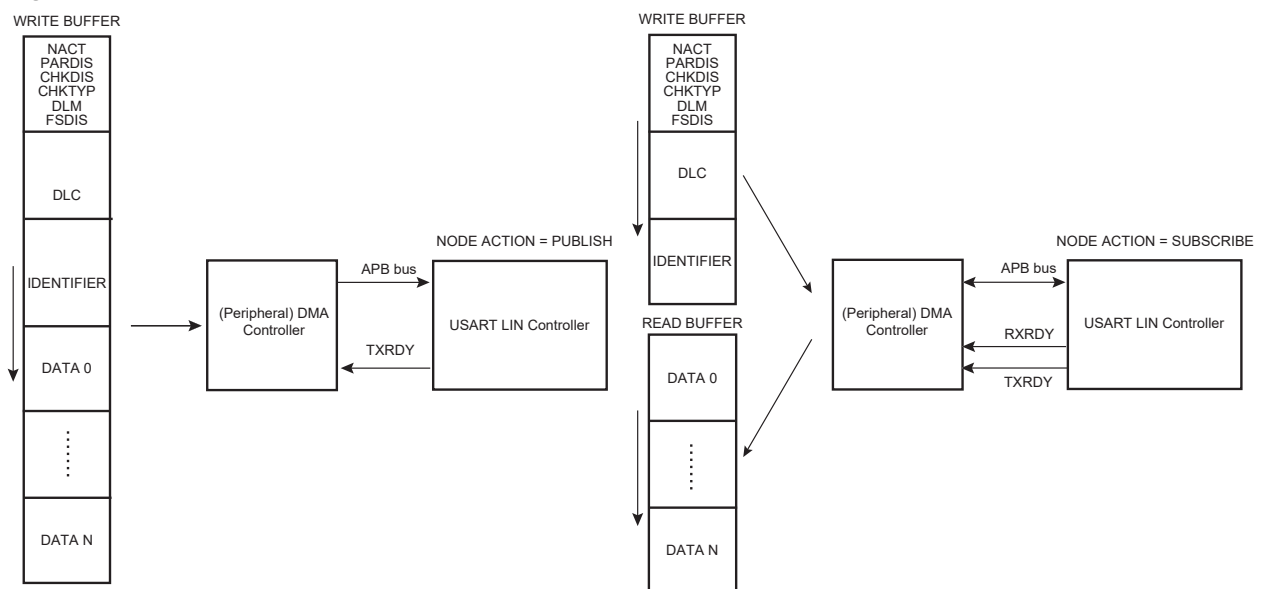 WRITE BUFFER
NACT
PARDIS
CHKDIS
CHKTYP
DLM
FSDIS
DLC
IDENTIFIER
DATA 0
DATA N
(Peripheral) DMA
Controller
APB bus
TXRDY
NODE ACTION = PUBLISH
USART LIN Controller
WRITE BUFFER
NACT
PARDIS
CHKDIS
CHKTYP
DLM
FSDIS
DLC
IDENTIFIER
READ BUFFER
DATA 0
DATA N
(Peripheral) DMA
Controller
APB bus
RXRDY
TXRDY
NODE ACTION = SUBSCRIBE
USART LIN Controller